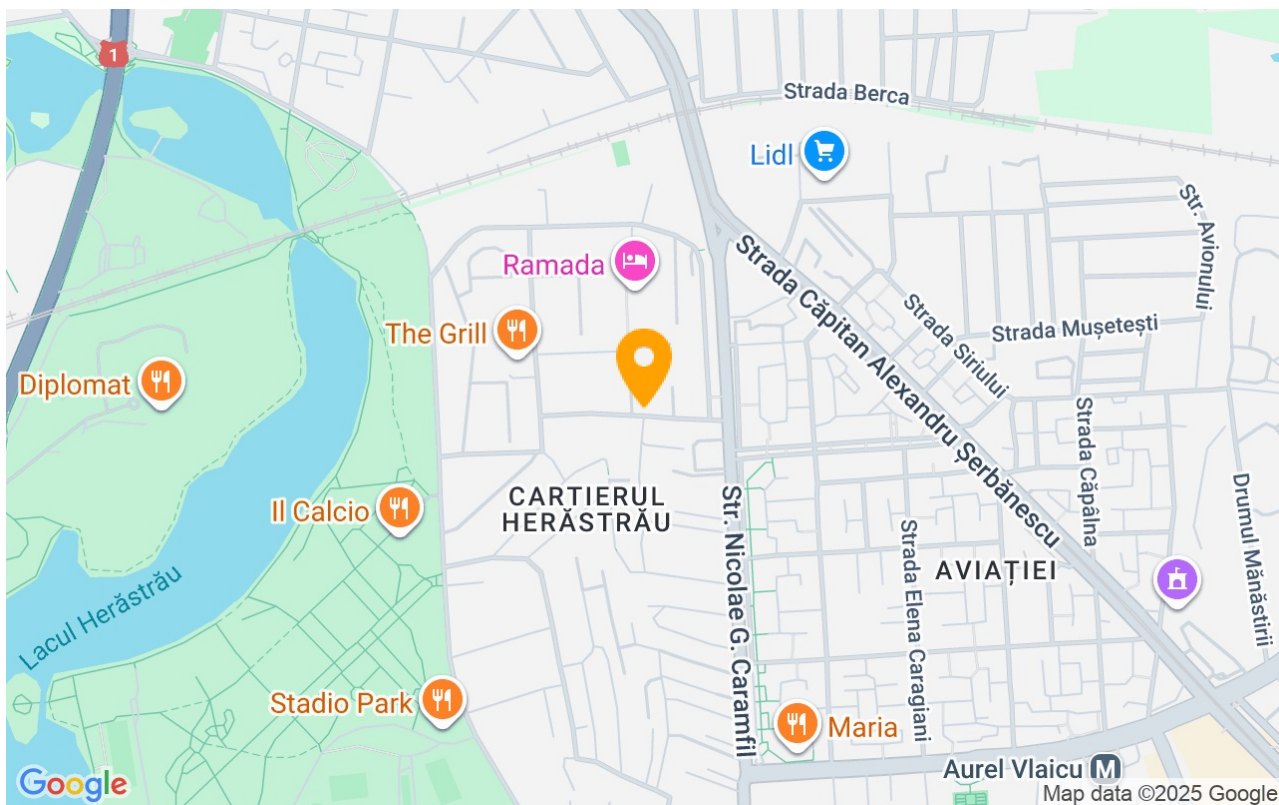 1
Strada Berca
Lidl
Str. Avionului
Ramada
Strada Căpitan Alexandru Șerbănescu
The Grill
Strada Siriului
Strada Mușetești
Diplomat
Strada Căpâlna
Il Calcio
CARTIERUL
HERĂSTRĂU
Str. Nicolae G. Caramfil
Strada Elena Caragiani
AVIAȚIEI
Drumul Mănăstirii
Lacul Herăstrău
Stadio Park
Maria
Aurel Vlaicu M
Google
Map data ©2025 Google